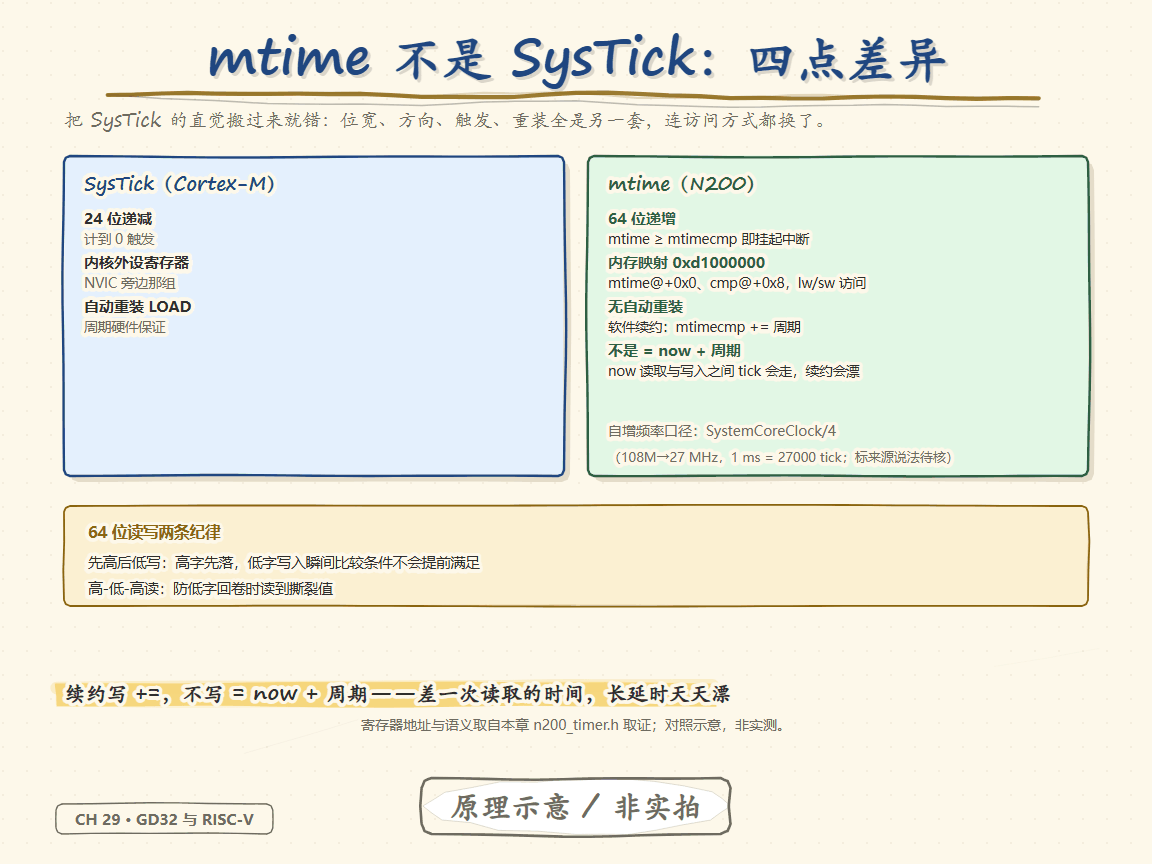 mtime 不是 SysTick：四点差异
把 SysTick 的直觉搬过来就错：位宽、方向、触发、重装全是另一套，连访问方式都换了。
SysTick（Cortex-M）
24 位递减
计到 0 触发
内核外设寄存器
NVIC 旁边那组
自动重装 LOAD
周期硬件保证
mtime（N200）
64 位递增
mtime ≥ mtimecmp 即挂起中断
内存映射 0xd1000000
mtime@+0x0、cmp@+0x8，lw/sw 访问
无自动重装
软件续约：mtimecmp += 周期
不是 = now + 周期
now 读取与写入之间 tick 会走，续约会漂
自增频率口径：SystemCoreClock/4
（108M→27 MHz，1 ms = 27000 tick；标来源说法待核）
64 位读写两条纪律
先高后低写：高字先落，低字写入瞬间比较条件不会提前满足
高-低-高读：防低字回卷时读到撕裂值
续约写 +=，不写 = now + 周期——差一次读取的时间，长延时天天漂
寄存器地址与语义取自本章 n200_timer.h 取证；对照示意，非实测。
原理示意 / 非实拍
CH 29 • GD32 与 RISC-V